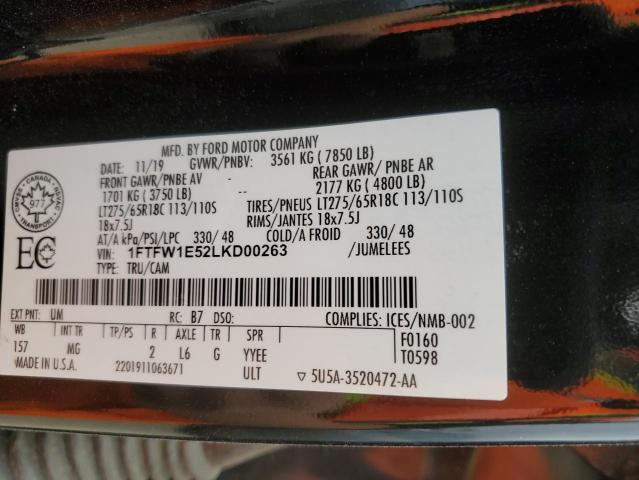 MFD. BY FORD MOTOR COMPANY
DATE: 11/19 GVWR/PNBV: 3561 KG ( 7850 LB)
FRONT GAWR/PNBE AV -- REAR GAWR/ PNBE AR
1701 KG ( 3750 LB) 2177 KG ( 4800 LB)
LT275/65R18C 113/110S TIRES/PNEUS LT275/65R18C 113/110S
18x7.5J RIMS/JANTES 18x7.5J
AT/A kPa/PSI/LPC 330/ 48 COLD/A FROID 330/ 48
VIN: 1FTFW1E52LKD00263 /JUMELEES
TYPE: TRU/CAM
CANADA
977
TRANSPORT
EC
EXT PNT: UM RC: B7 DSO: COMPLIES: ICES/NMB-002
WB INT TR TP/PS R AXLE TR SPR F0160
157 MG 2 L6 G YYEE T0598
MADE IN U.S.A. 2201911063671 ULT ▽ 5U5A-3520472-AA